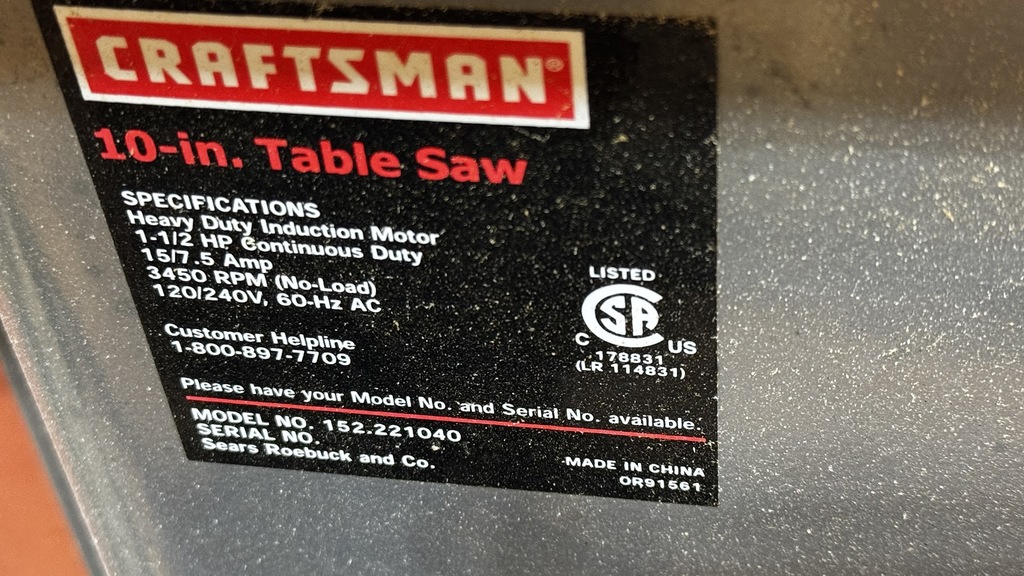 CRAFTSMAN®
10-in. Table Saw
SPECIFICATIONS
Heavy Duty Induction Motor
1-1/2 HP Continuous Duty
15/7.5 Amp
3450 RPM (No-Load)
120/240V, 60-Hz AC
Customer Helpline
1-800-897-7709
LISTED
CSA
C US
178831
(LR 114831)
Please have your Model No. and Serial No. available.
MODEL NO. 152.221040
SERIAL NO.
Sears Roebuck and Co.
MADE IN CHINA
OR91561